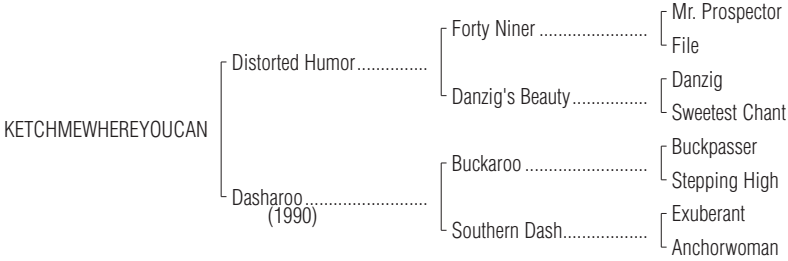 Mr. Prospector
Forty Niner ......................
File
Distorted Humor...............
Danzig
Danzig's Beauty...............
Sweetest Chant
KETCHMEWHEREYOUCAN
Buckpasser
Buckaroo .........................
Stepping High
Dasharoo .........................
(1990)
Exuberant
Southern Dash.................
Anchorwoman